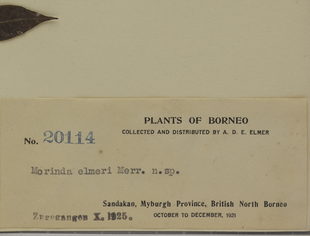 PLANTS OF BORNEO
COLLECTED AND DISTRIBUTED BY A. D. E. ELMER
No. 20114
Morinda elmeri Merr. n.sp.
Sandakan, Myburgh Province, British North Borneo
X. 1925.
OCTOBER TO DECEMBER, 1921